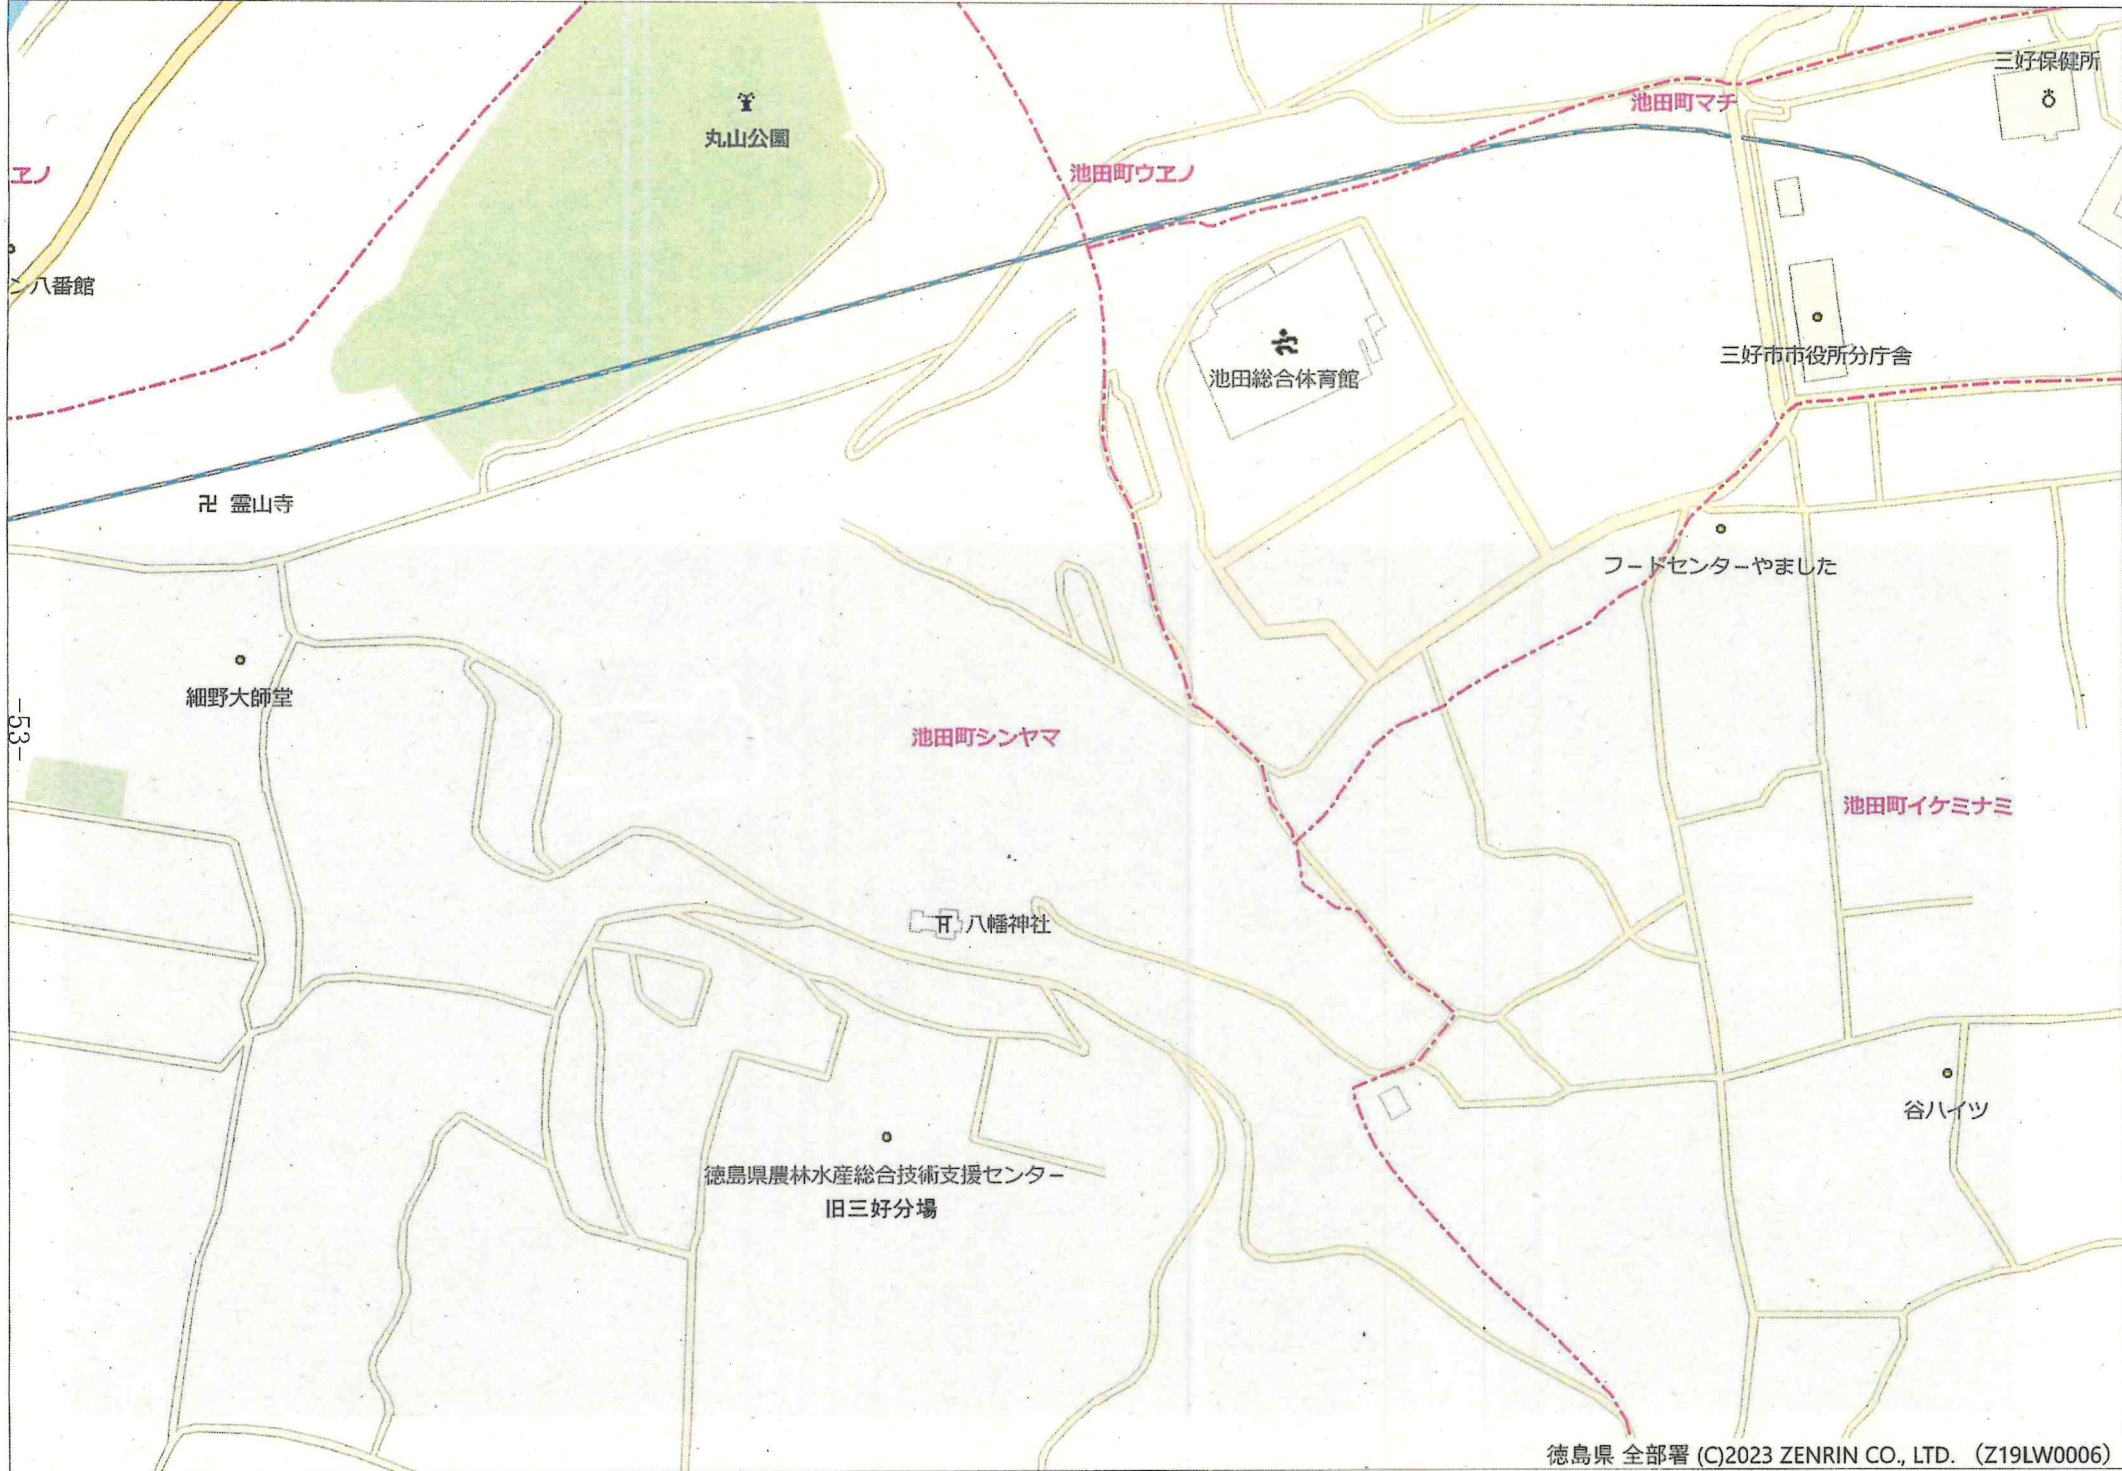 三好保健所
池田町マチ
丸山公園
池田町ウヱノ
ヱノ
八番館
三好市市役所分庁舎
池田総合体育館
卍 霊山寺
フードセンターやました
細野大師堂
-53-
池田町シンヤマ
池田町イケミナミ
八幡神社
谷ハイツ
徳島県農林水産総合技術支援センター
旧三好分場
徳島県 全部署 (C)2023 ZENRIN CO., LTD. (Z19LW0006)